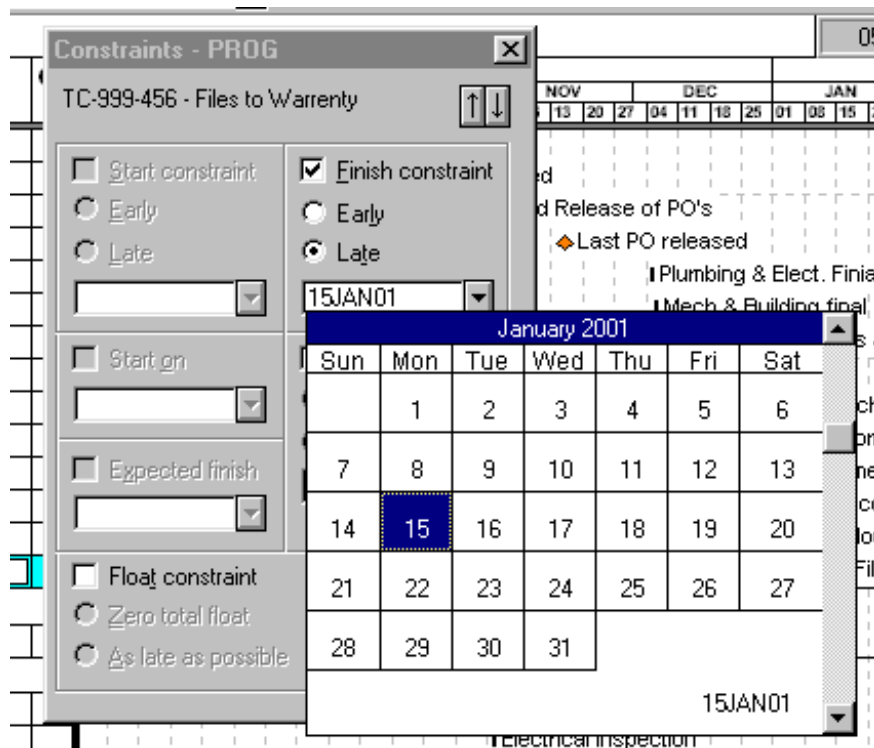 Constraints - PROG
TC-999-456 - Files to Warrenty
Start constraint
Early
Late
Finish constraint
Early
Late
15JAN01
Start on
Expected finish
Float constraint
Zero total float
As late as possible
January 2001
Sun Mon Tue Wed Thu Fri Sat
1 2 3 4 5 6
7 8 9 10 11 12 13
14 15 16 17 18 19 20
21 22 23 24 25 26 27
28 29 30 31
15JAN01
NOV DEC JAN
13 20 27 04 11 18 25 01 08 15
d Release of PO's
Last PO released
Plumbing & Elect.
Mech & Building final
Electrical Inspection